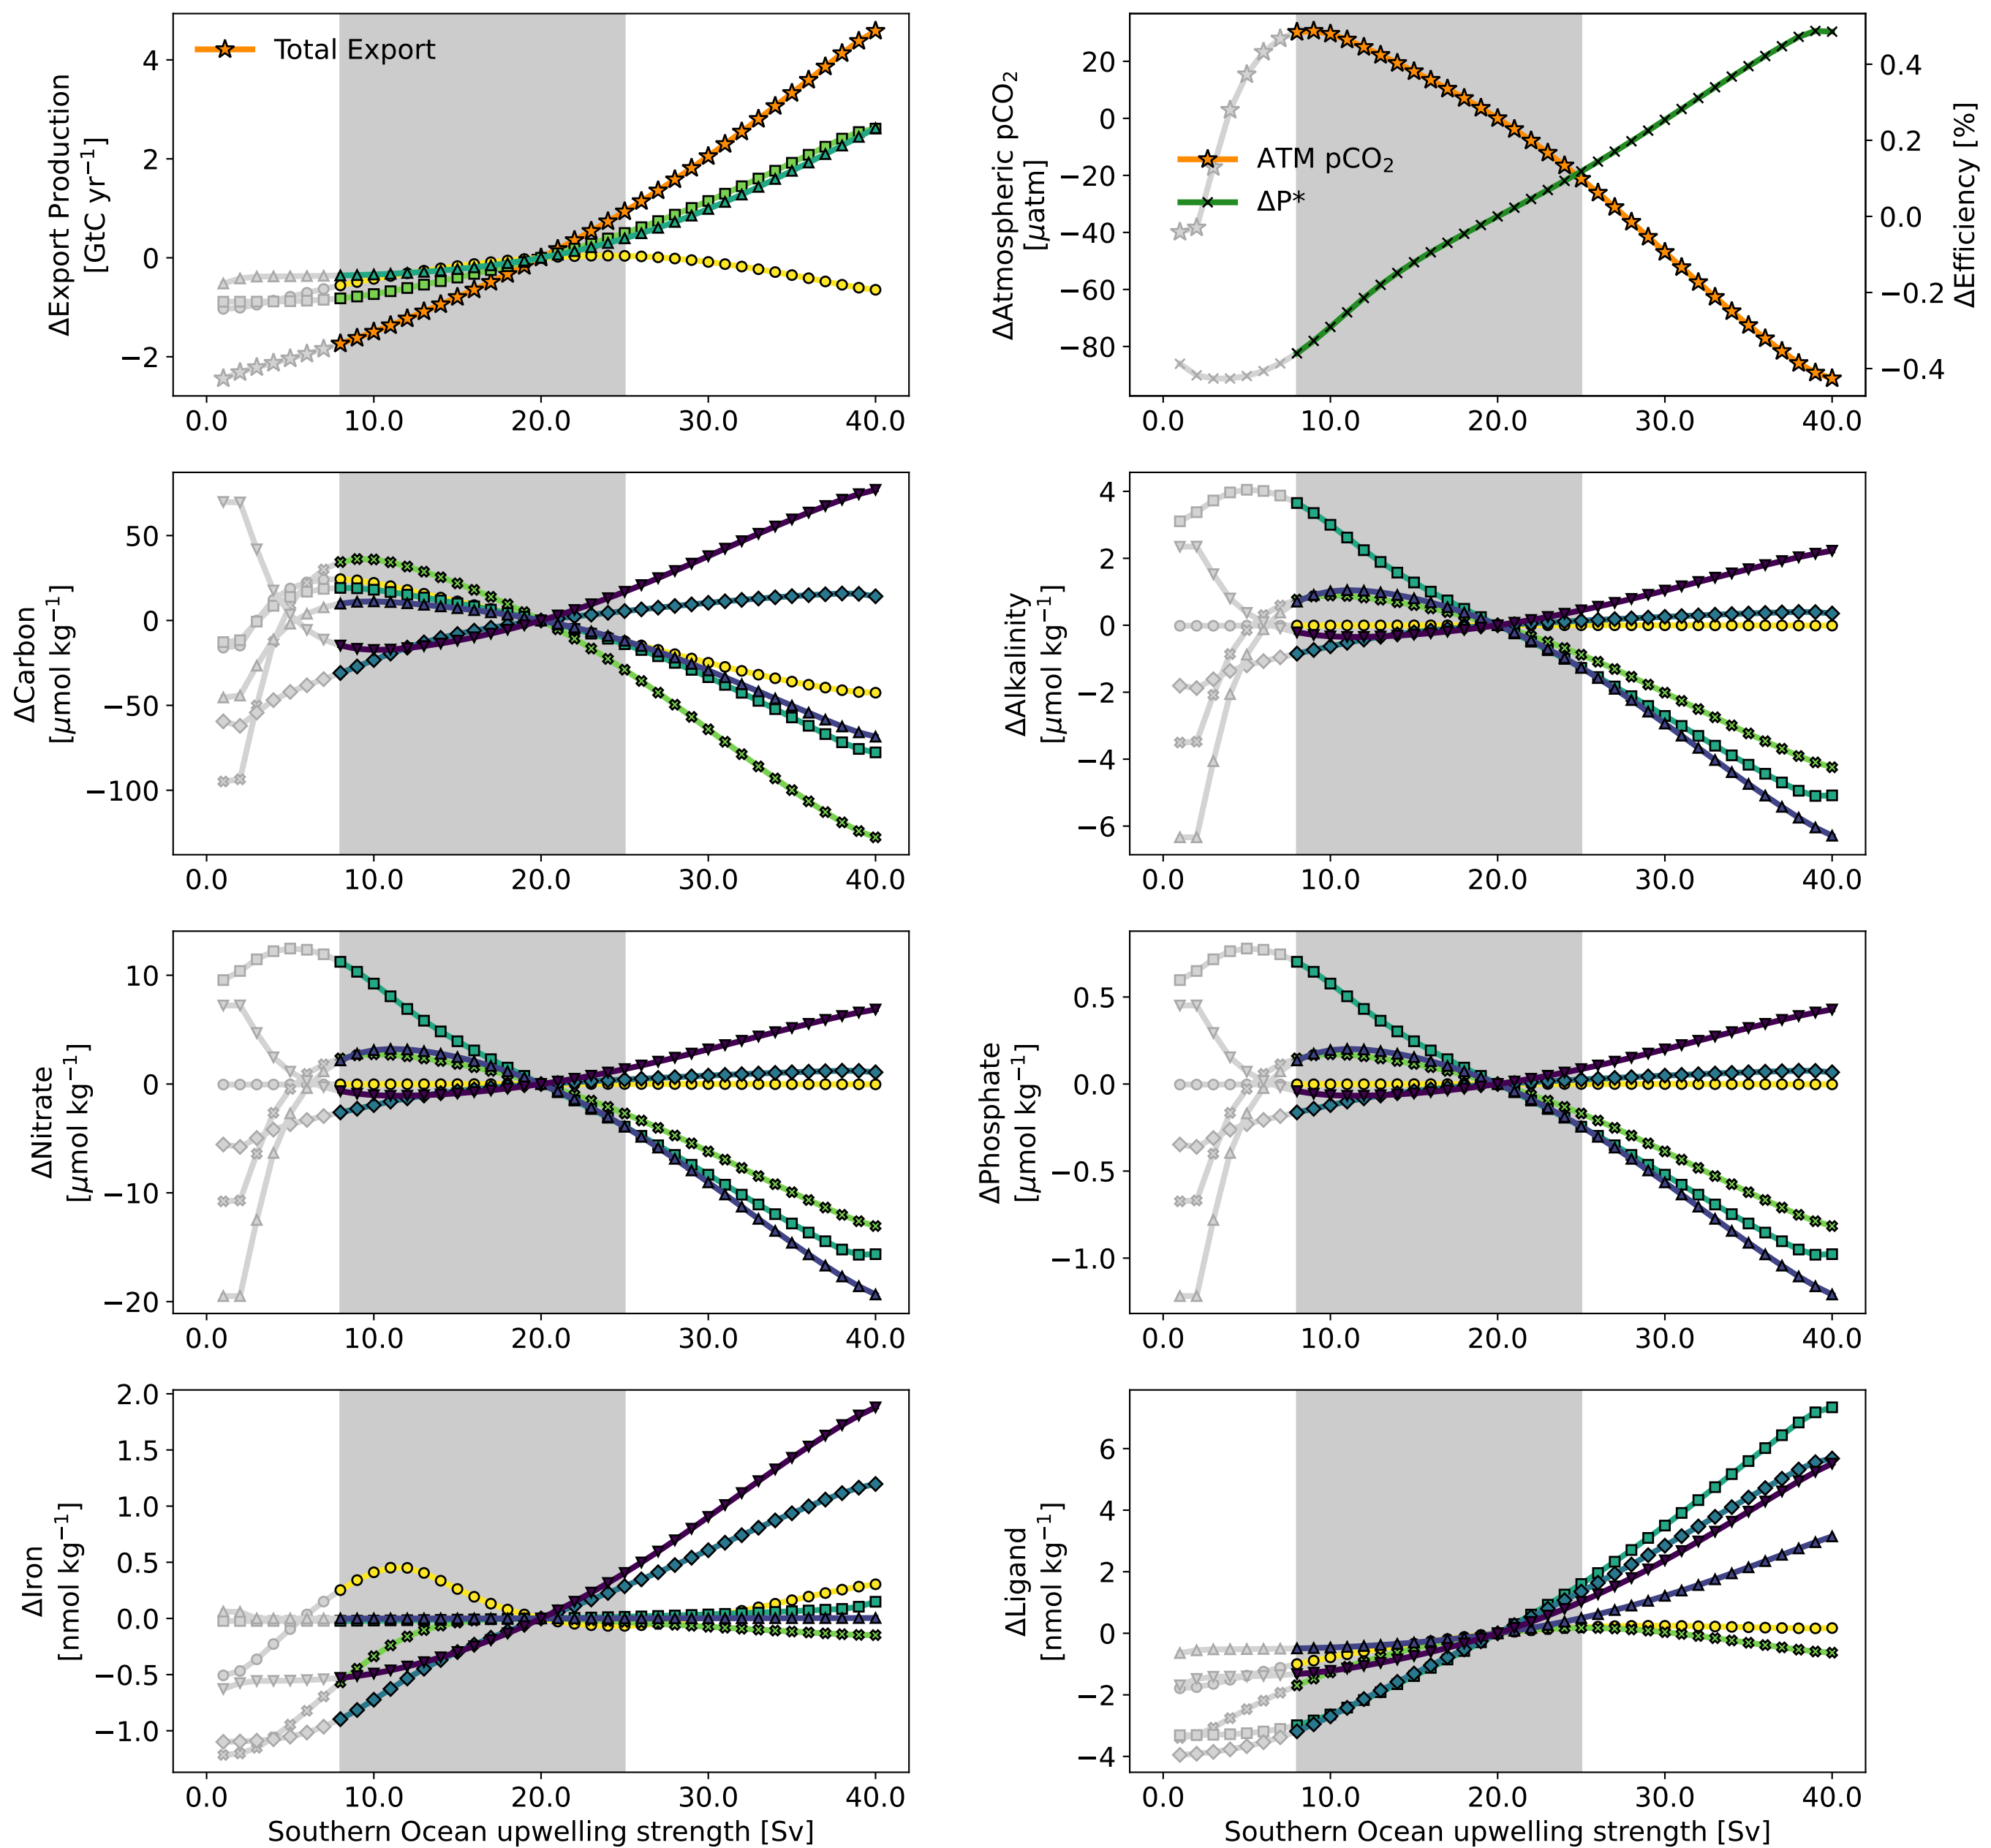 ΔExport Production
[GtC yr⁻¹]
Total Export
4
2
0
−2
0.0 10.0 20.0 30.0 40.0
ΔAtmospheric pCO₂
[μatm]
ATM pCO₂
ΔP*
20
0
−20
−40
−60
−80
0.4
0.2
0.0
−0.2
−0.4
ΔEfficiency [%]
0.0 10.0 20.0 30.0 40.0
ΔCarbon
[μmol kg⁻¹]
50
0
−50
−100
0.0 10.0 20.0 30.0 40.0
ΔAlkalinity
[μmol kg⁻¹]
4
2
0
−2
−4
−6
0.0 10.0 20.0 30.0 40.0
ΔNitrate
[μmol kg⁻¹]
10
0
−10
−20
0.0 10.0 20.0 30.0 40.0
ΔPhosphate
[μmol kg⁻¹]
0.5
0.0
−0.5
−1.0
0.0 10.0 20.0 30.0 40.0
ΔIron
[nmol kg⁻¹]
2.0
1.5
1.0
0.5
0.0
−0.5
−1.0
0.0 10.0 20.0 30.0 40.0
Southern Ocean upwelling strength [Sv]
ΔLigand
[nmol kg⁻¹]
6
4
2
0
−2
−4
0.0 10.0 20.0 30.0 40.0
Southern Ocean upwelling strength [Sv]